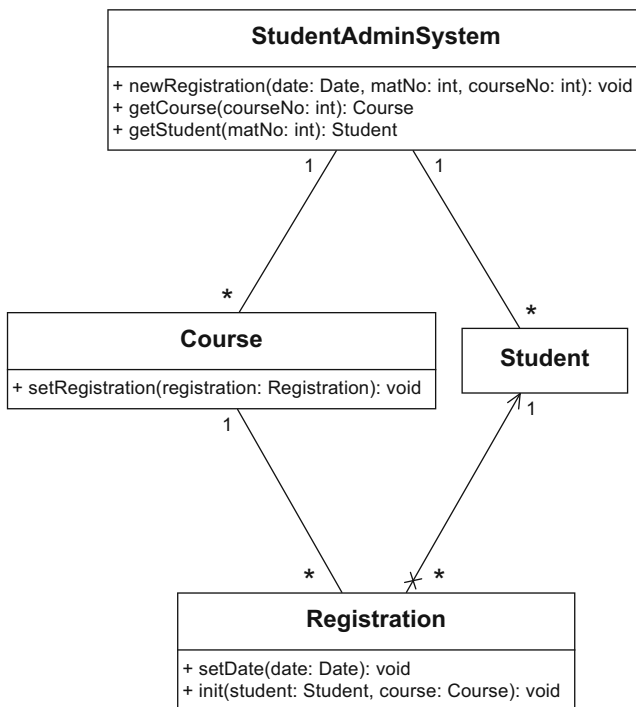 StudentAdminSystem
+ newRegistration(date: Date, matNo: int, courseNo: int): void
+ getCourse(courseNo: int): Course
+ getStudent(matNo: int): Student
1
1
*
*
Course
+ setRegistration(registration: Registration): void
Student
1
1
*
*
Registration
+ setDate(date: Date): void
+ init(student: Student, course: Course): void